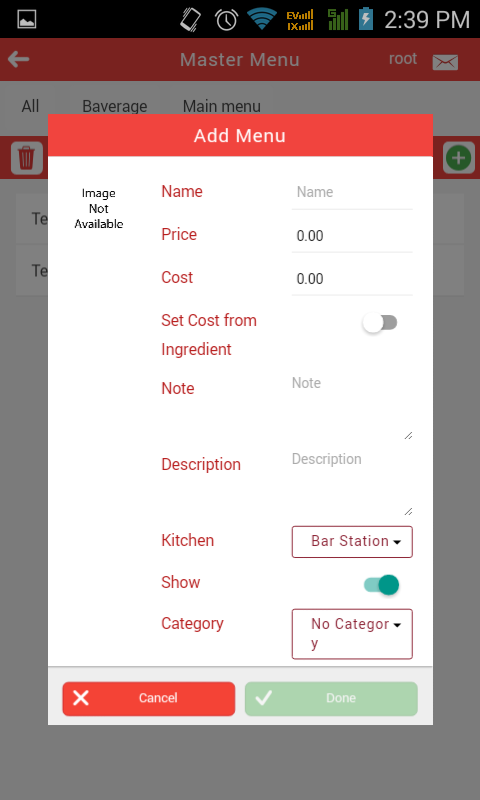 EV 2:39 PM
IX
Master Menu root
All Baverage Main menu
Add Menu
Image
Not
Available
Name Name
Te
Price 0.00
Te
Cost 0.00
Set Cost from
Ingredient
Note Note
Description Description
Kitchen Bar Station
Show
Category No Categor
y
Cancel Done